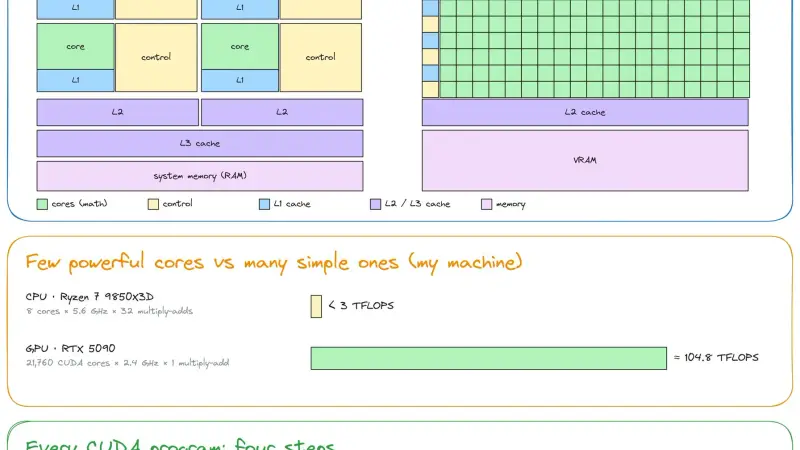 L1
L1
core
control
core
control
L1
L1
L2
L2
L2 cache
L3 cache
VRAM
system memory (RAM)
cores (math)
control
L1 cache
L2 / L3 cache
memory
Few powerful cores vs many simple ones (my machine)
CPU · Ryzen 7 9850X3D
8 cores × 5.6 GHz × 32 multiply-adds
< 3 TFLOPS
GPU · RTX 5090
21,760 CUDA cores × 2.4 GHz × 1 multiply-add
≈ 104.8 TFLOPS
Every CUDA program: four steps